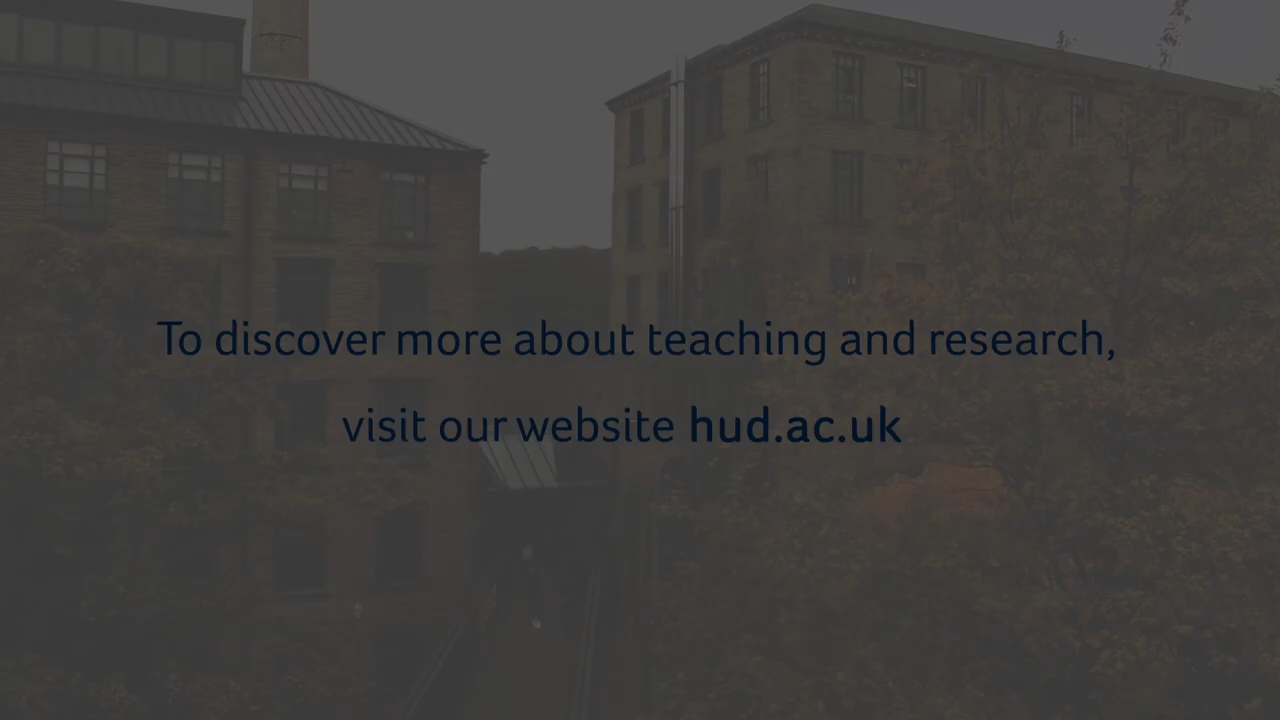 To discover more about teaching and research,
visit our website hud.ac.uk